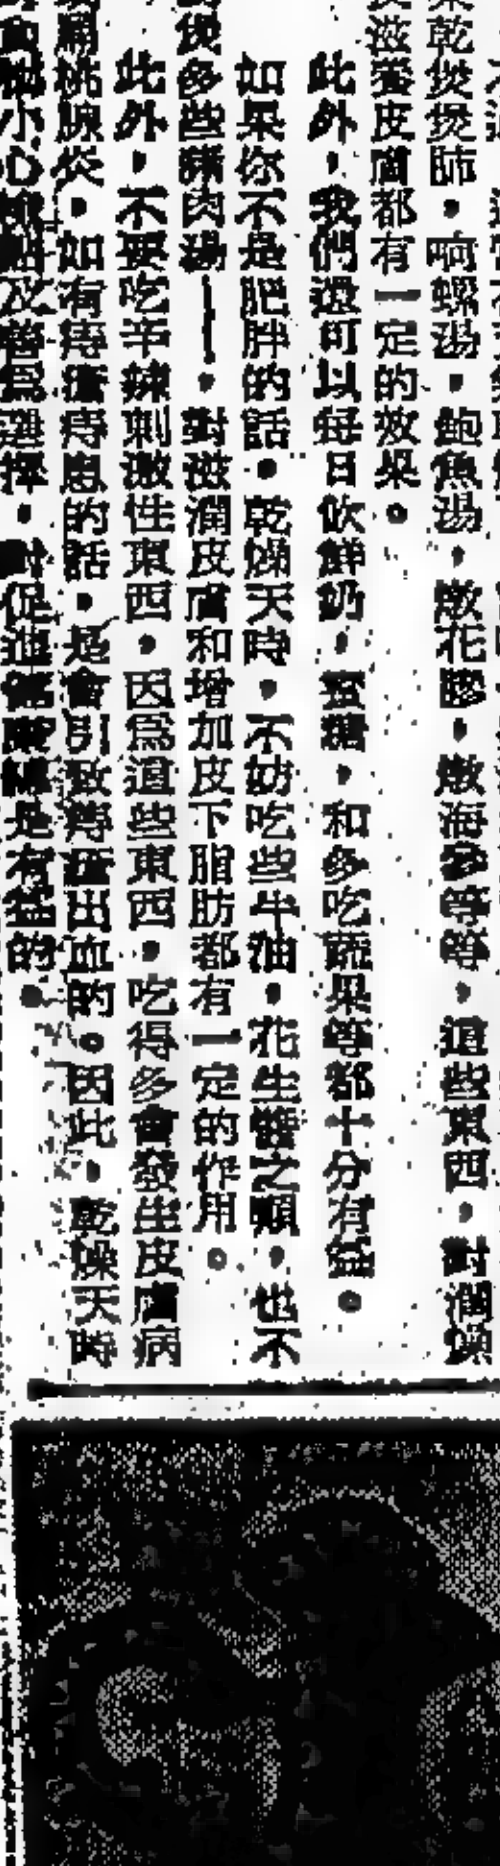 菜乾煲煲師，响螺湯，鮑魚湯，燉花膠，燉海參等等，這些東西，對潤燥
滋養皮膚都有一定的效果。
此外，我們還可以每日飲鮮奶，蜜糖，和多吃蔬果等都十分有益。
如果你不是肥胖的話，乾燥天時，不妨吃些牛油，花生醬之類，也不
多些豬肉湯——，對滋潤皮膚和增加皮下脂肪都有一定的作用。
此外，不要吃辛辣刺激性東西，因爲這些東西，吃得多會發生皮膚病
扁桃腺炎，如有痔瘡痔患的話，是會引致痔瘡出血的。因此，乾燥天時
小心 及 爲選擇，對促進健康 是有益的。